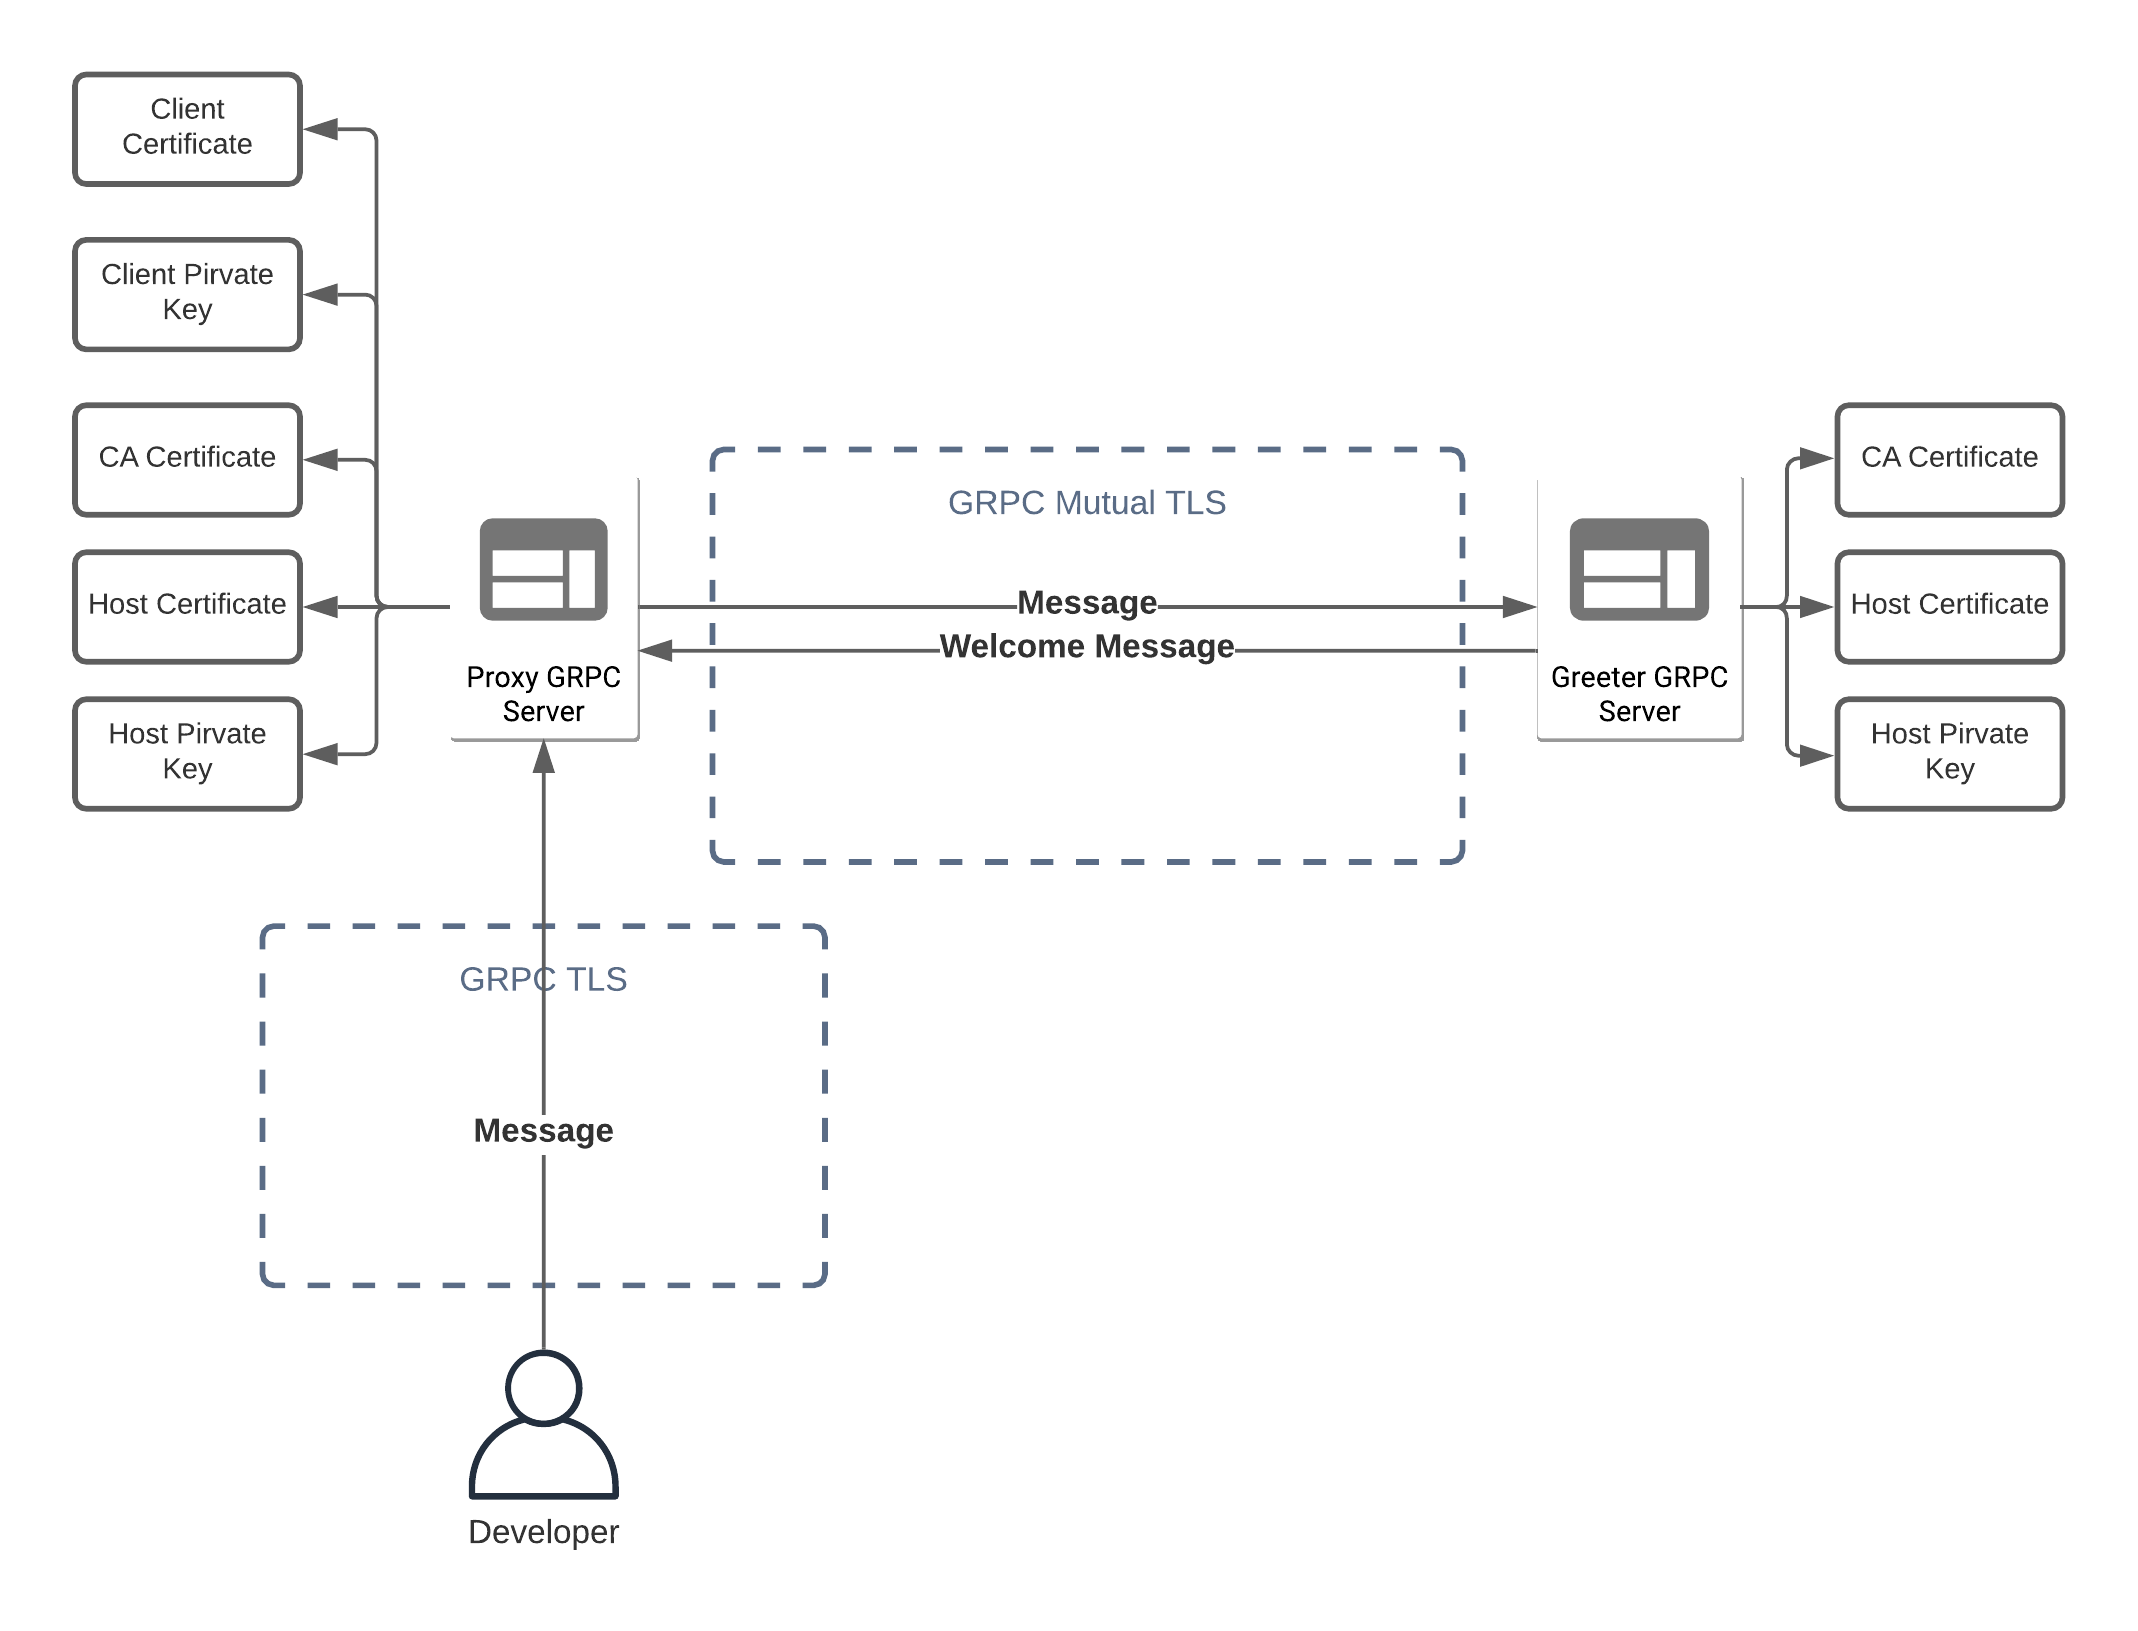 Client
Certificate
Client Pirvate
Key
CA Certificate
Host Certificate
Host Pirvate
Key
Proxy GRPC
Server
GRPC Mutual TLS
Message
Welcome Message
Greeter GRPC
Server
CA Certificate
Host Certificate
Host Pirvate
Key
GRPC TLS
Message
Developer